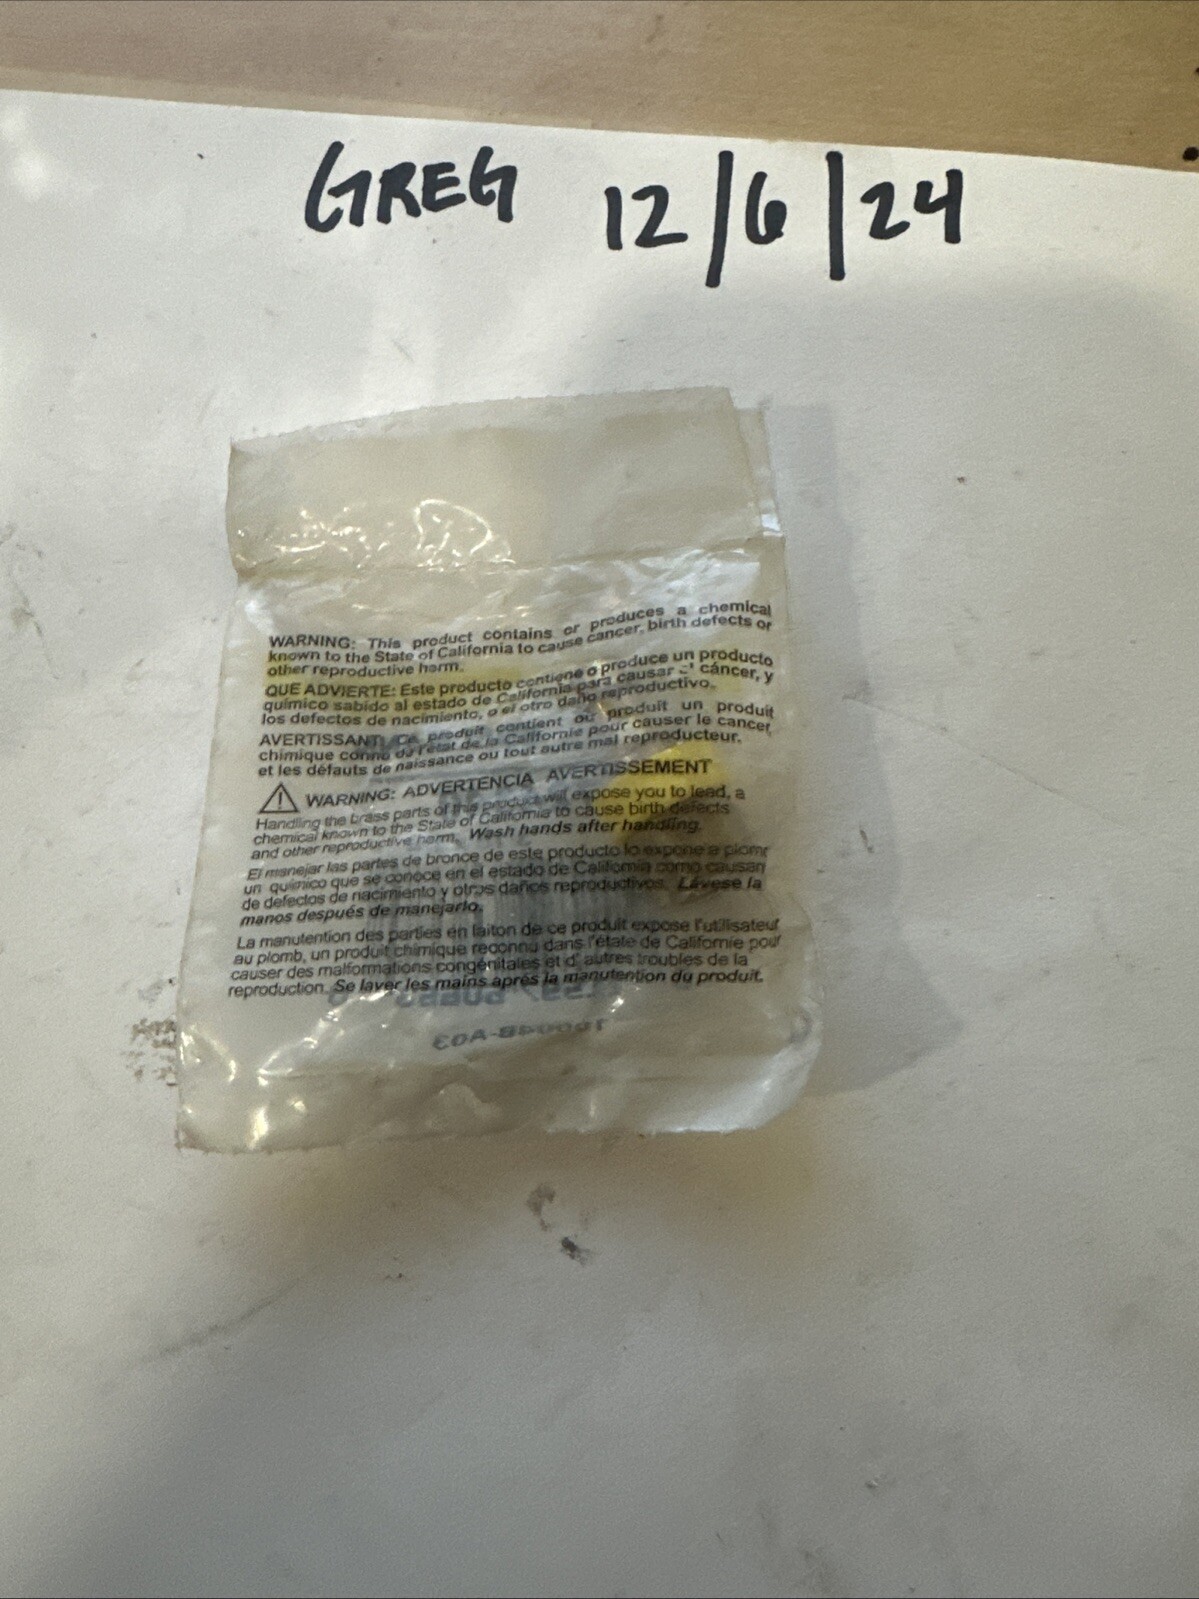 GREG 12/6/24
WARNING: This product contains or produces a chemical
known to the State of California to cause cancer, birth defects or
other reproductive harm.
QUE ADVIERTE: Este producto contiene o produce un producto
químico sabido al estado de California para causar cáncer, y
los defectos de nacimiento, o el otro daño reproductivo.
AVERTISSANT: Ce produit contient ou produit un produit
chimique connu du l'état de la Californie pour causer le cancer
et les défauts de naissance ou tout autre mal reproducteur.
WARNING: ADVERTENCIA AVERTISSEMENT
Handling the brass parts of this product will expose you to lead, a
chemical known to the State of California to cause birth defects
and other reproductive harm. Wash hands after handling.
El manejar las partes de bronce de este producto lo expone a plomr
un químico que se conoce en el estado de California como causan
de defectos de nacimiento y otros daños reproductivos. Lávese la
manos después de manejarlo.
La manutention des parties en laiton de ce produit expose l'utilisateur
au plomb, un produit chimique reconnu dans l'étate de Californie pour
causer des malformations congénitales et d' autres troubles de la
reproduction. Se laver les mains aprés la manutention du produit.